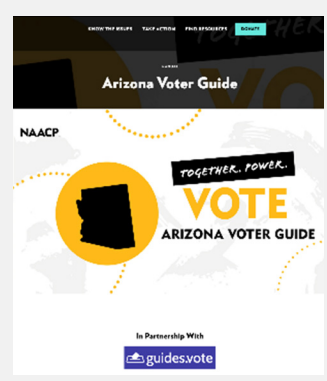 KNOW THE ISSUES TAKE ACTION FIND RESOURCES DONATE
Arizona Voter Guide
NAACP
TOGETHER. POWER.
VOTE
ARIZONA VOTER GUIDE
In Partnership With
guides.vote